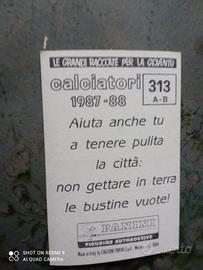 LE GRANDI RACCOLTE PER LA GIOVENTÙ
calciatori
1987-88
313
A-B
Aiuta anche tu
a tenere pulita
la città:
non gettare in terra
le bustine vuote!
PANINI
FIGURINE AUTOADESIVE
SHOT ON REDMI 9
AI QUAD CAMERA
subito